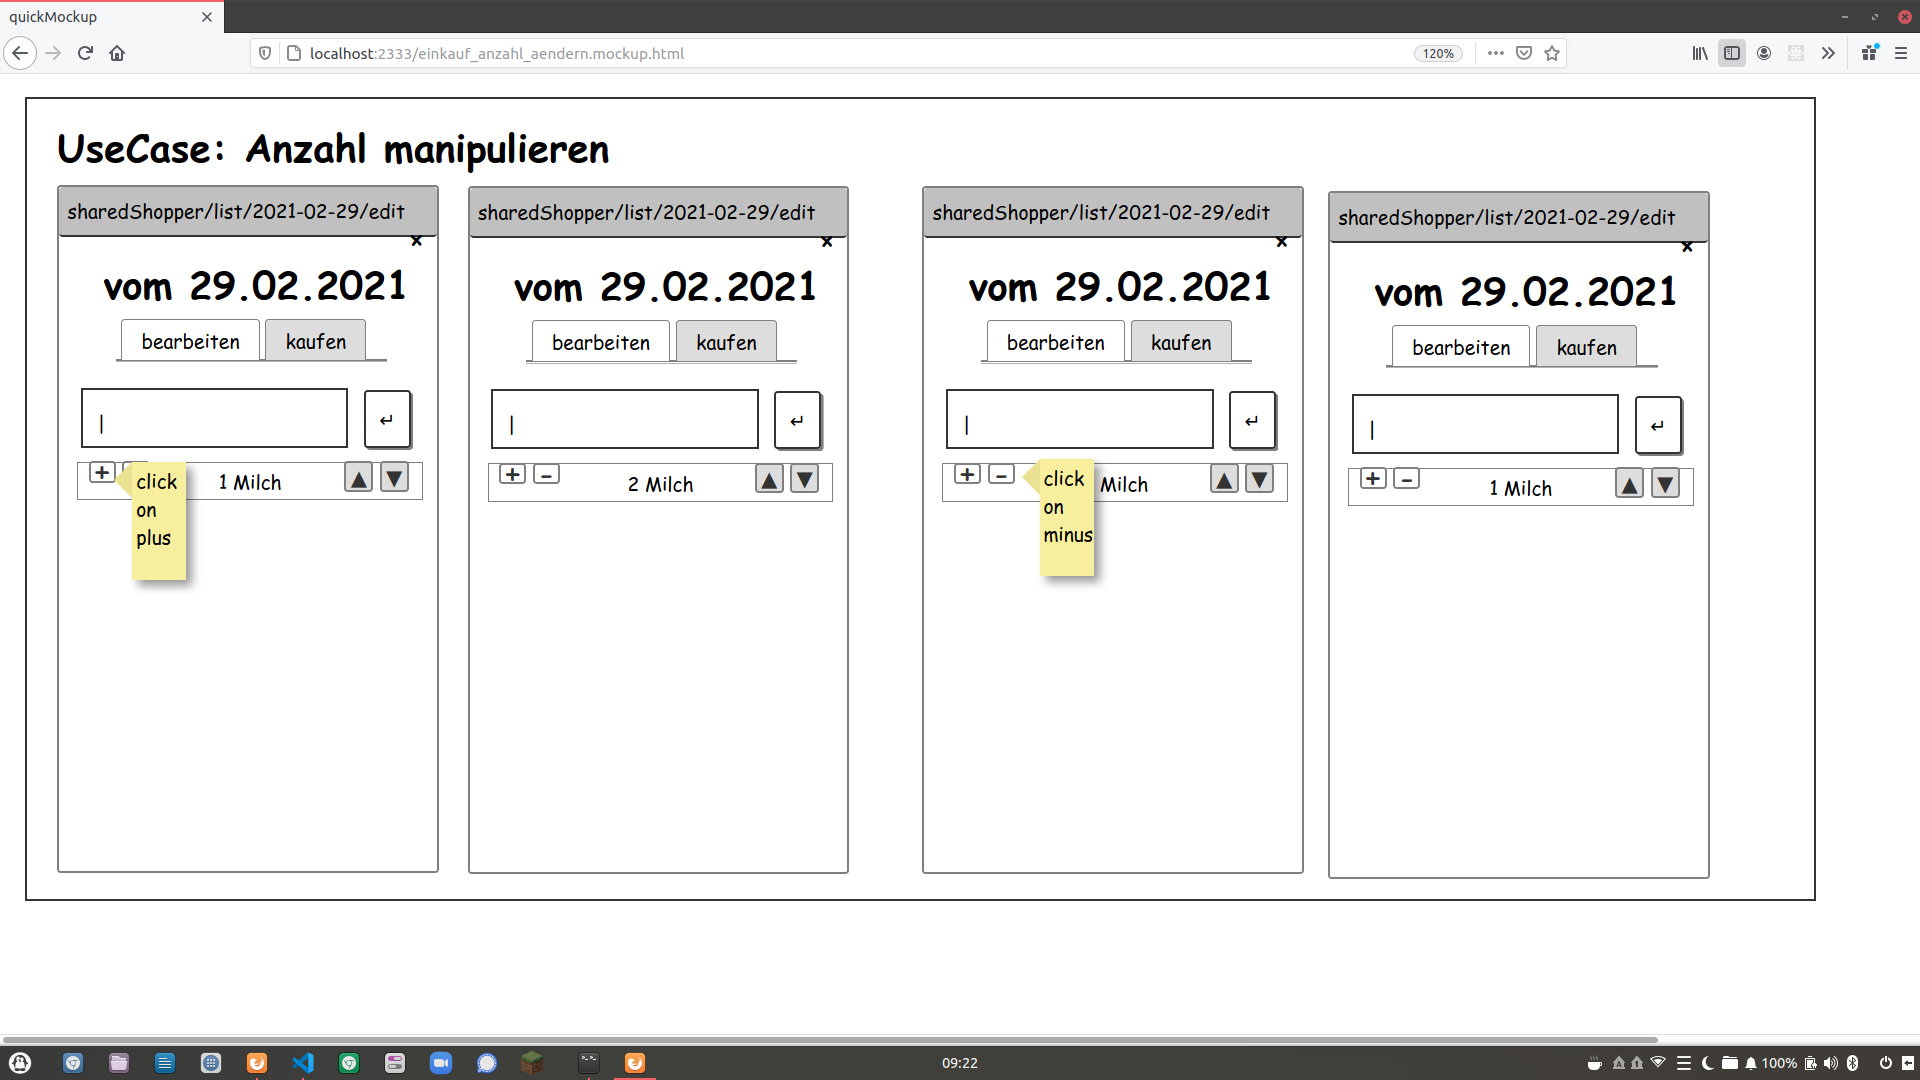 quickMockup
localhost:2333/einkauf_anzahl_aendern.mockup.html
120%
UseCase: Anzahl manipulieren
sharedShopper/list/2021-02-29/edit
x
vom 29.02.2021
bearbeiten
kaufen
|
↵
+
1 Milch
▲
▼
click
on
plus
sharedShopper/list/2021-02-29/edit
x
vom 29.02.2021
bearbeiten
kaufen
|
↵
+
-
2 Milch
▲
▼
sharedShopper/list/2021-02-29/edit
x
vom 29.02.2021
bearbeiten
kaufen
|
↵
+
-
Milch
▲
▼
click
on
minus
sharedShopper/list/2021-02-29/edit
x
vom 29.02.2021
bearbeiten
kaufen
|
↵
+
-
1 Milch
▲
▼
09:22
100%